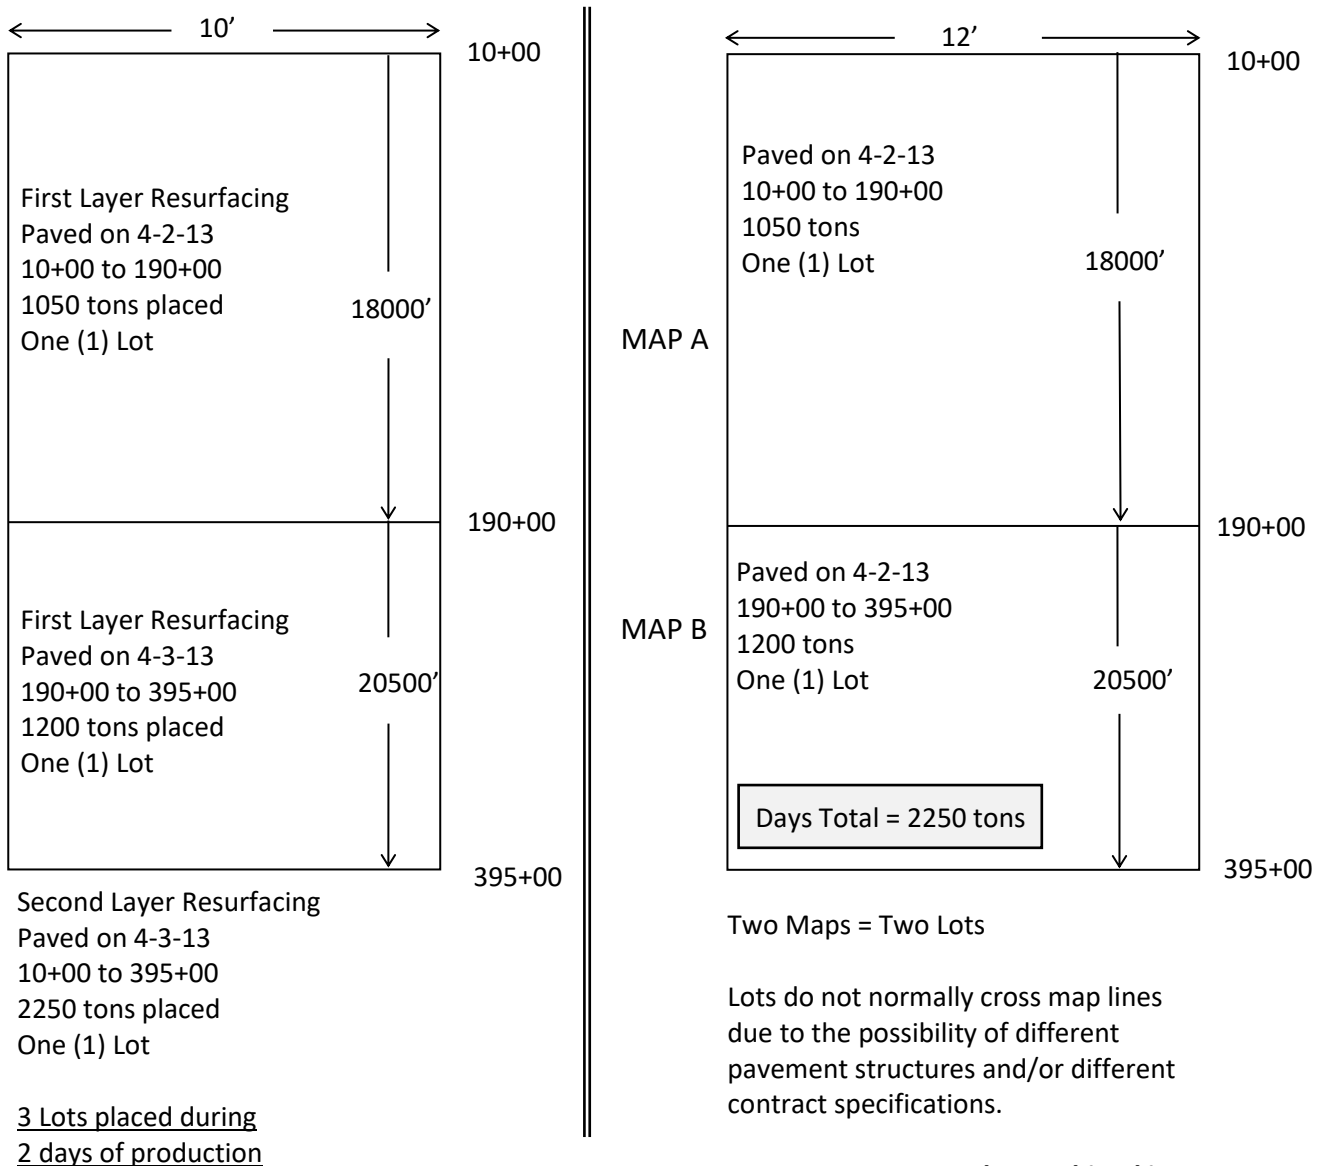 10’
10+00
First Layer Resurfacing
Paved on 4-2-13
10+00 to 190+00
1050 tons placed
One (1) Lot
18000’
190+00
First Layer Resurfacing
Paved on 4-3-13
190+00 to 395+00
1200 tons placed
One (1) Lot
20500’
395+00
Second Layer Resurfacing
Paved on 4-3-13
10+00 to 395+00
2250 tons placed
One (1) Lot
3 Lots placed during
2 days of production
12’
10+00
Paved on 4-2-13
10+00 to 190+00
1050 tons
One (1) Lot
18000’
MAP A
190+00
MAP B
Paved on 4-2-13
190+00 to 395+00
1200 tons
One (1) Lot
20500’
Days Total = 2250 tons
395+00
Two Maps = Two Lots
Lots do not normally cross map lines
due to the possibility of different
pavement structures and/or different
contract specifications.